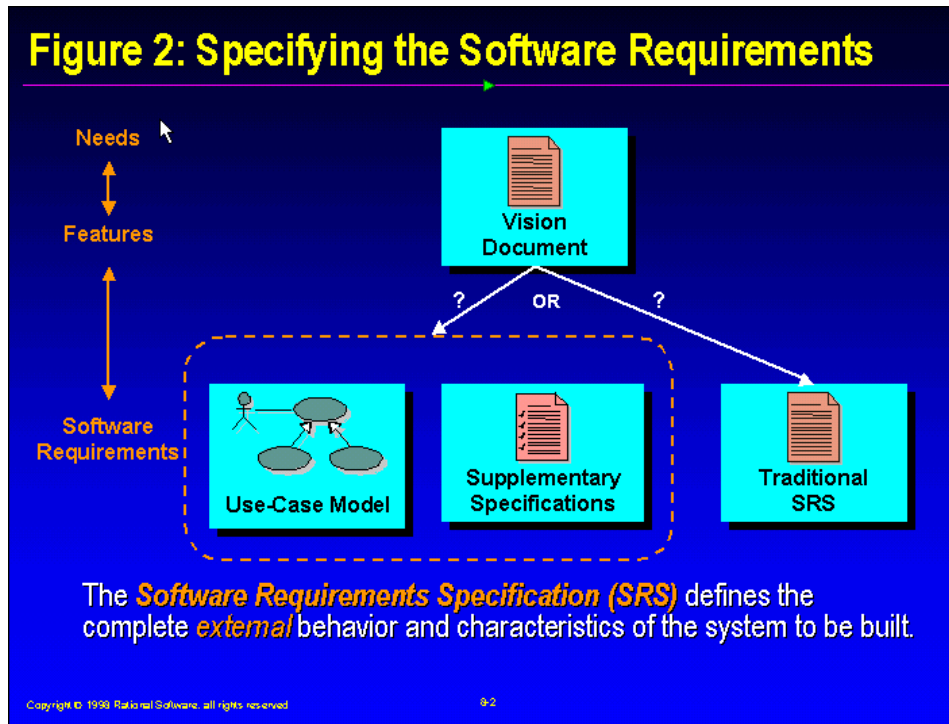 Figure 2: Specifying the Software Requirements
Needs
Features
Software
Requirements
Vision
Document
?
OR
?
Use-Case Model
Supplementary
Specifications
Traditional
SRS
The Software Requirements Specification (SRS) defines the
complete external behavior and characteristics of the system to be built.
Copyright © 1998 Rational Software, all rights reserved
8-2